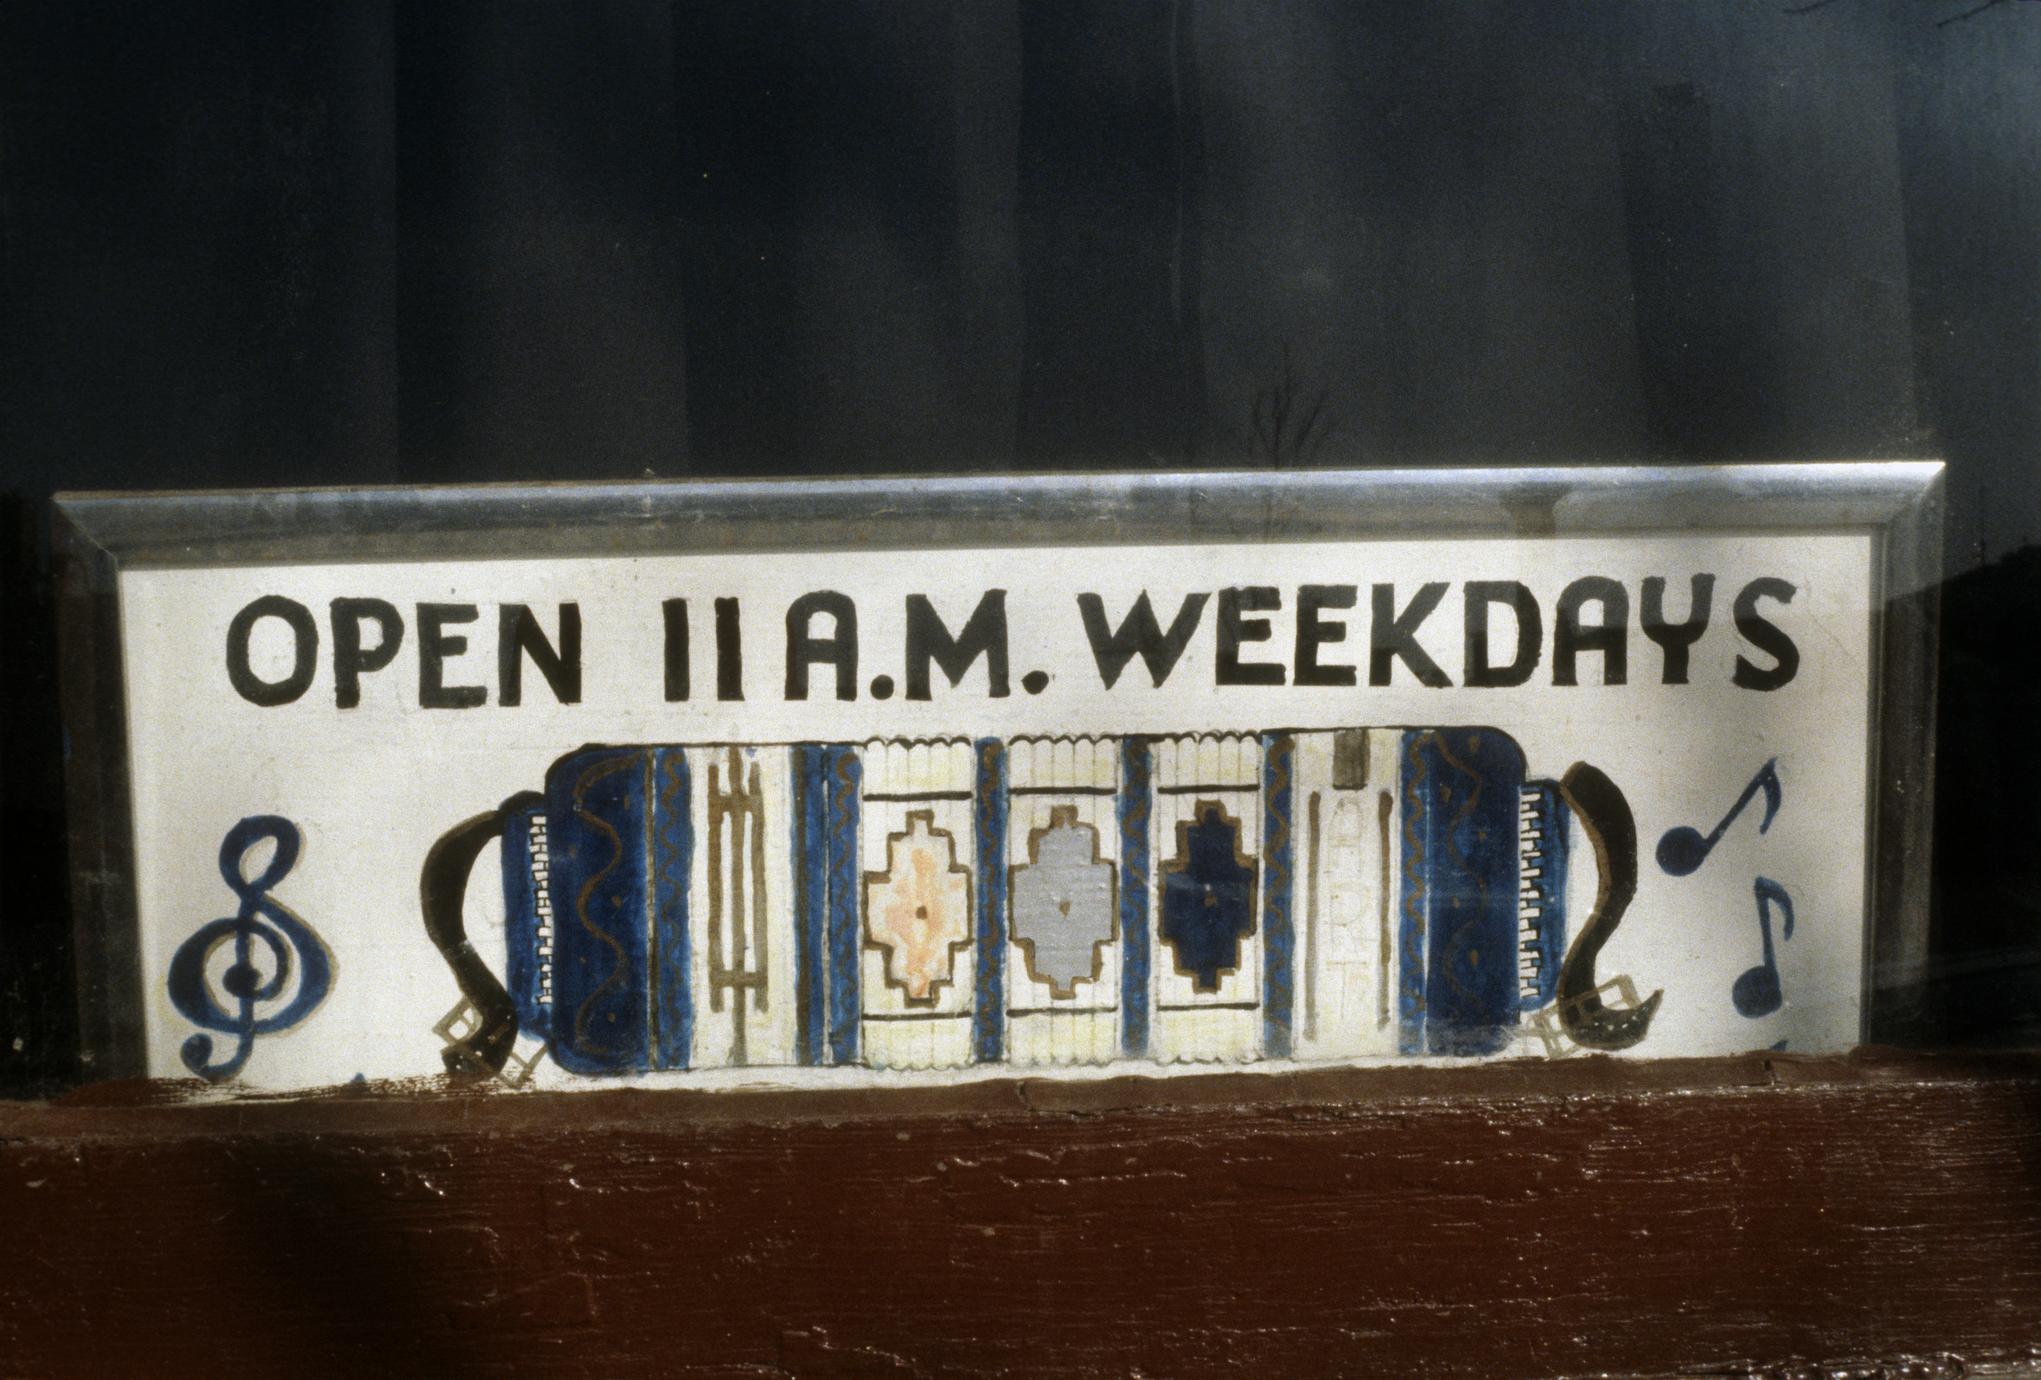 OPEN 11 A.M. WEEKDAYS